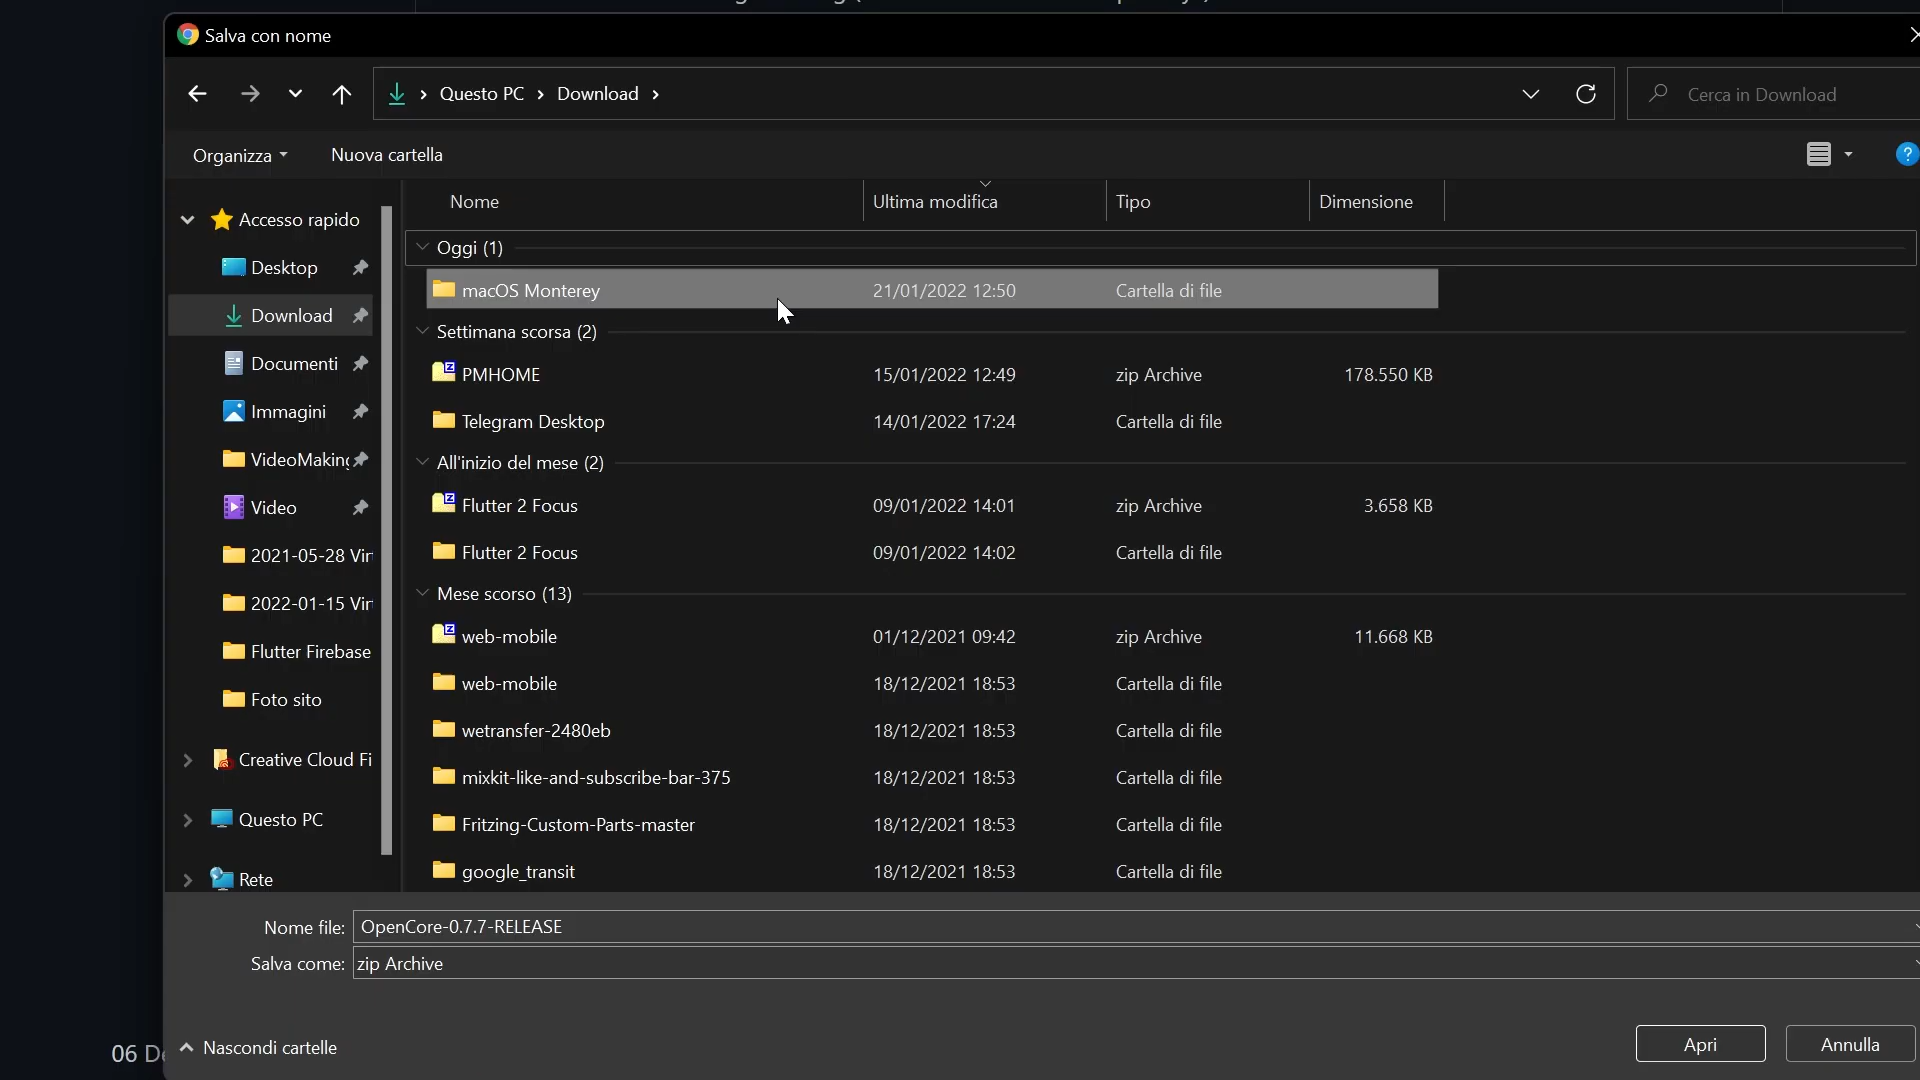 Salva con nome
Questo PC
Download
Cerca in Download
Organizza
Nuova cartella
?
Nome
Ultima modifica
Tipo
Dimensione
Accesso rapido
Desktop
Download
Documenti
Immagini
VideoMaking
Video
2021-05-28 Virt
2022-01-15 Virt
Flutter Firebase
Foto sito
Creative Cloud Fi
Questo PC
Rete
Oggi (1)
macOS Monterey 21/01/2022 12:50 Cartella di file
Settimana scorsa (2)
PMHOME 15/01/2022 12:49 zip Archive 178.550 KB
Telegram Desktop 14/01/2022 17:24 Cartella di file
All'inizio del mese (2)
Flutter 2 Focus 09/01/2022 14:01 zip Archive 3.658 KB
Flutter 2 Focus 09/01/2022 14:02 Cartella di file
Mese scorso (13)
web-mobile 01/12/2021 09:42 zip Archive 11.668 KB
web-mobile 18/12/2021 18:53 Cartella di file
wetransfer-2480eb 18/12/2021 18:53 Cartella di file
mixkit-like-and-subscribe-bar-375 18/12/2021 18:53 Cartella di file
Fritzing-Custom-Parts-master 18/12/2021 18:53 Cartella di file
google_transit 18/12/2021 18:53 Cartella di file
Nome file: OpenCore-0.7.7-RELEASE
Salva come: zip Archive
06 De
Nascondi cartelle
Apri
Annulla